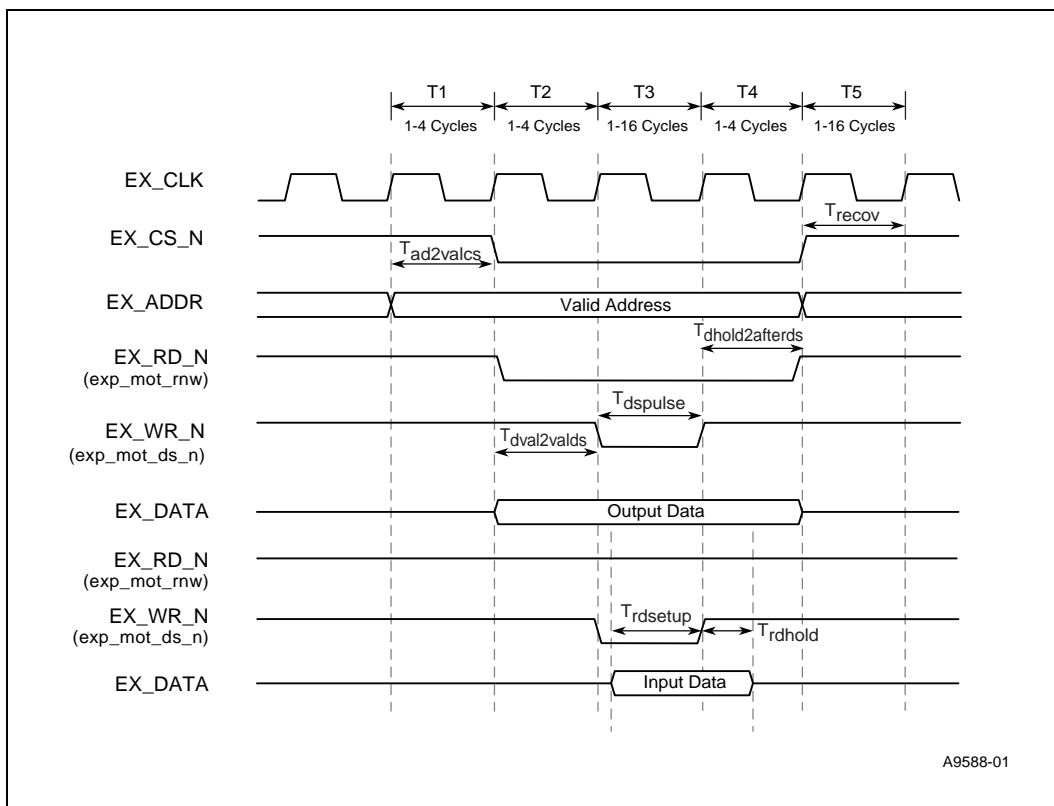 T1 T2 T3 T4 T5
1-4 Cycles 1-4 Cycles 1-16 Cycles 1-4 Cycles 1-16 Cycles
EX_CLK
Trecov
EX_CS_N
Tad2valcs
EX_ADDR
Valid Address
Tdhold2afterds
EX_RD_N
(exp_mot_rnw)
Tdspulse
EX_WR_N
Tdval2valds
(exp_mot_ds_n)
EX_DATA
Output Data
EX_RD_N
(exp_mot_rnw)
EX_WR_N
Trdsetup
Trdhold
(exp_mot_ds_n)
EX_DATA
Input Data
A9588-01